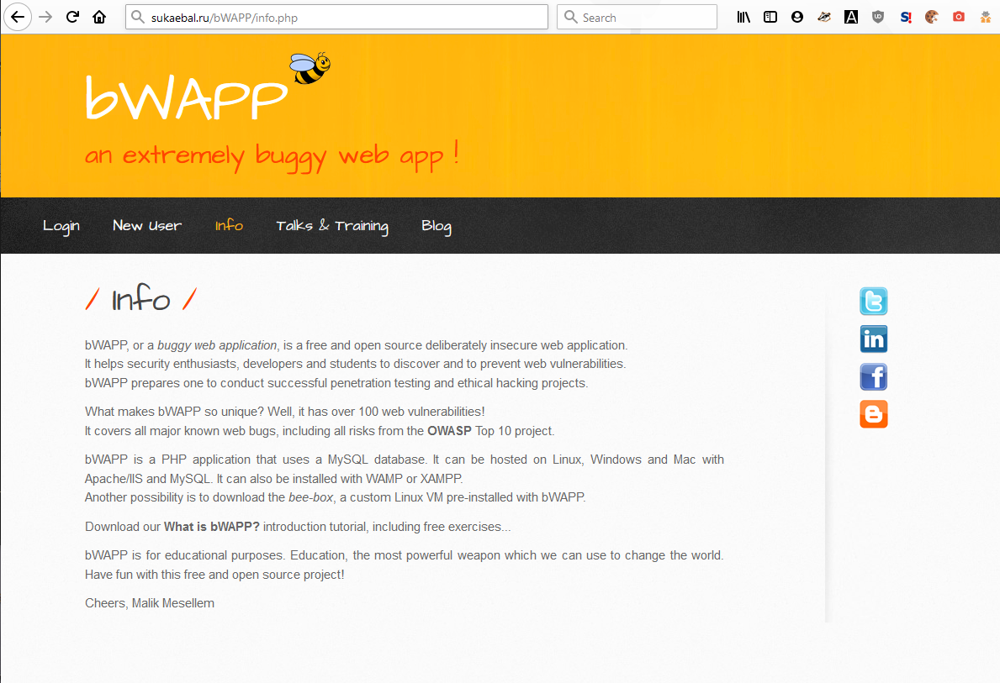 sukaebal.ru/bWAPP/info.php
Search
bWAPP
an extremely buggy web app !
Login New User Info Talks & Training Blog
/ Info /
bWAPP, or a buggy web application, is a free and open source deliberately insecure web application.
It helps security enthusiasts, developers and students to discover and to prevent web vulnerabilities.
bWAPP prepares one to conduct successful penetration testing and ethical hacking projects.
What makes bWAPP so unique? Well, it has over 100 web vulnerabilities!
It covers all major known web bugs, including all risks from the OWASP Top 10 project.
bWAPP is a PHP application that uses a MySQL database. It can be hosted on Linux, Windows and Mac with
Apache/IIS and MySQL. It can also be installed with WAMP or XAMPP.
Another possibility is to download the bee-box, a custom Linux VM pre-installed with bWAPP.
Download our What is bWAPP? introduction tutorial, including free exercises...
bWAPP is for educational purposes. Education, the most powerful weapon which we can use to change the world.
Have fun with this free and open source project!
Cheers, Malik Mesellem